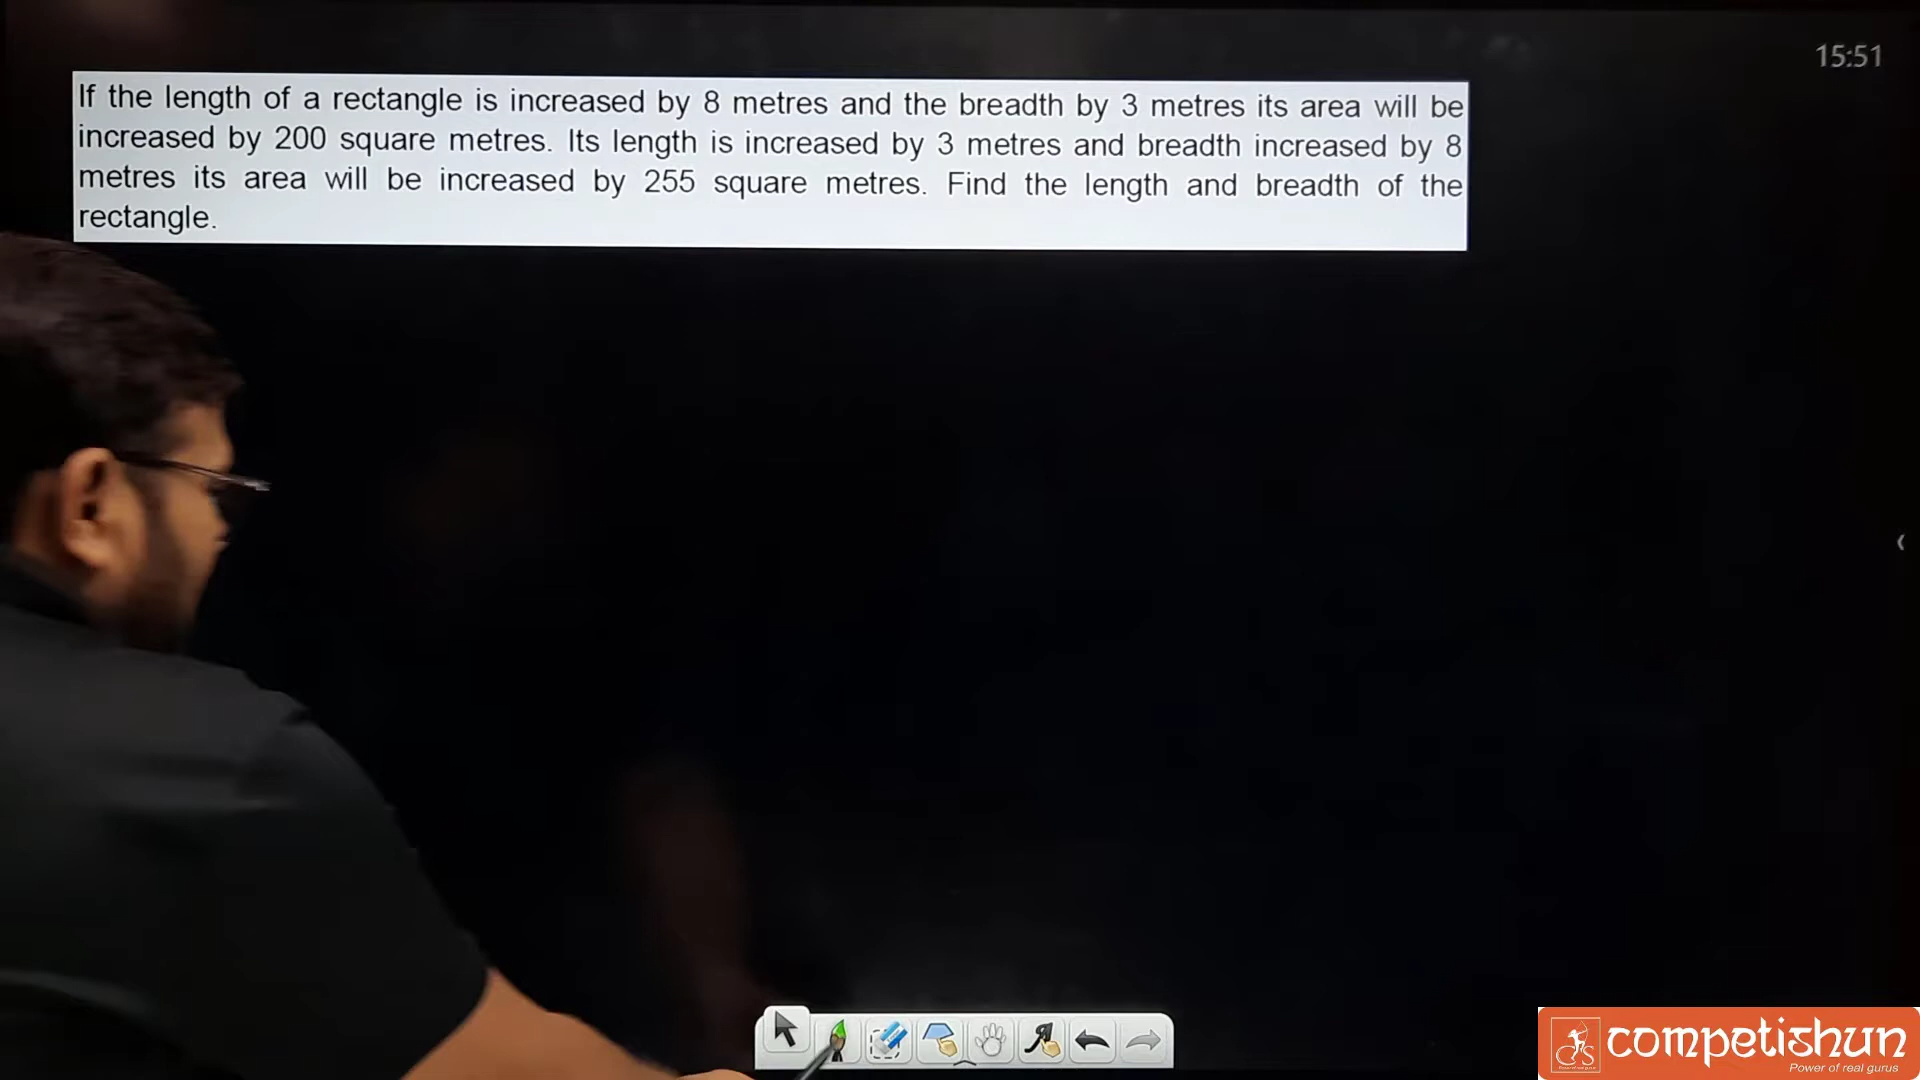 15:51
If the length of a rectangle is increased by 8 metres and the breadth by 3 metres its area will be
increased by 200 square metres. Its length is increased by 3 metres and breadth increased by 8
metres its area will be increased by 255 square metres. Find the length and breadth of the
rectangle.
competishun
Power of real gurus